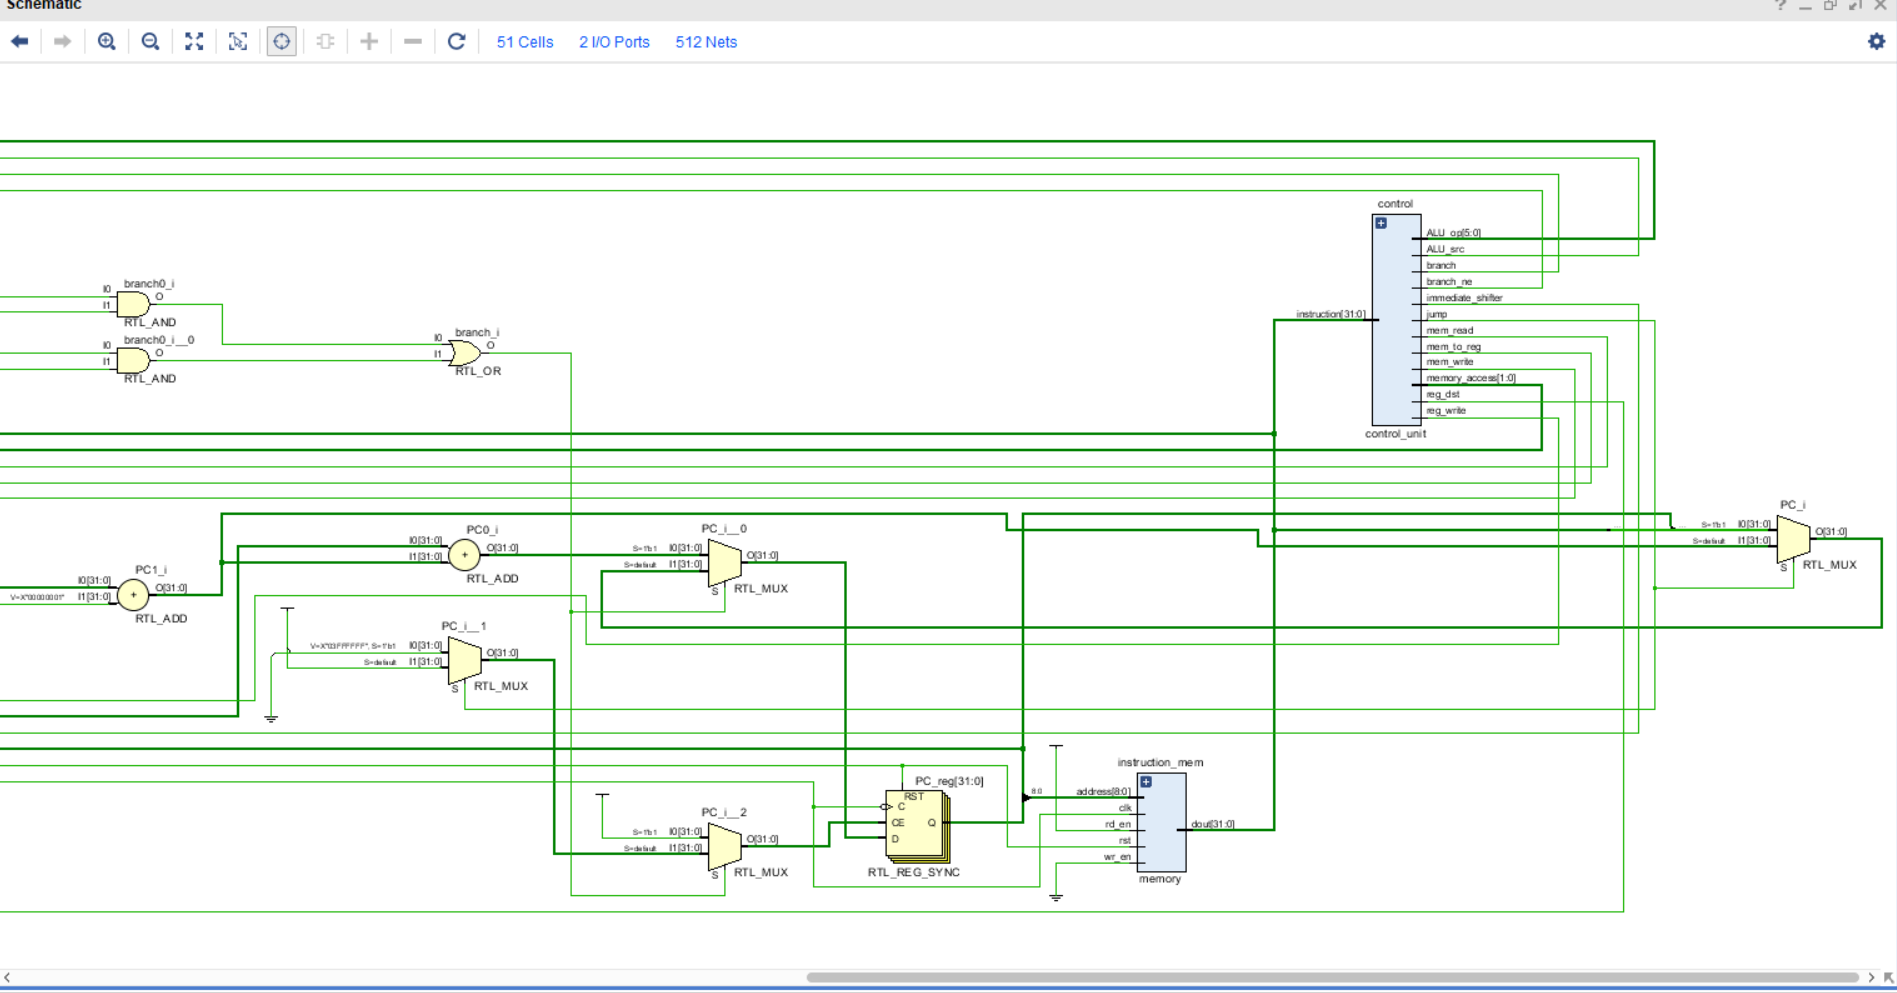 Schematic
51 Cells 2 I/O Ports 512 Nets
control
ALU_op[5:0]
ALU_src
branch
branch_ne
immediate_shifter
instruction[31:0]
jump
mem_read
mem_to_reg
mem_write
memory_access[1:0]
reg_dst
reg_write
control_unit
branch0_i
I0
O
I1
RTL_AND
branch0_i__0
I0
O
I1
RTL_AND
branch_i
I0
O
I1
RTL_OR
PC_i
S=1'b1 I0[31:0]
O[31:0]
S=default I1[31:0]
S
RTL_MUX
PC0_i
I0[31:0]
O[31:0]
I1[31:0]
+
RTL_ADD
PC_i__0
S=1'b1 I0[31:0]
O[31:0]
S=default I1[31:0]
S
RTL_MUX
PC1_i
I0[31:0]
O[31:0]
V=X"00000001" I1[31:0]
+
RTL_ADD
PC_i__1
V=X"03FFFFFF", S=1'b1 I0[31:0]
O[31:0]
S=default I1[31:0]
S
RTL_MUX
PC_i__2
S=1'b1 I0[31:0]
O[31:0]
S=default I1[31:0]
S
RTL_MUX
PC_reg[31:0]
RST
C
CE
Q
D
RTL_REG_SYNC
instruction_mem
8:0
address[8:0]
clk
rd_en
dout[31:0]
rst
wr_en
memory